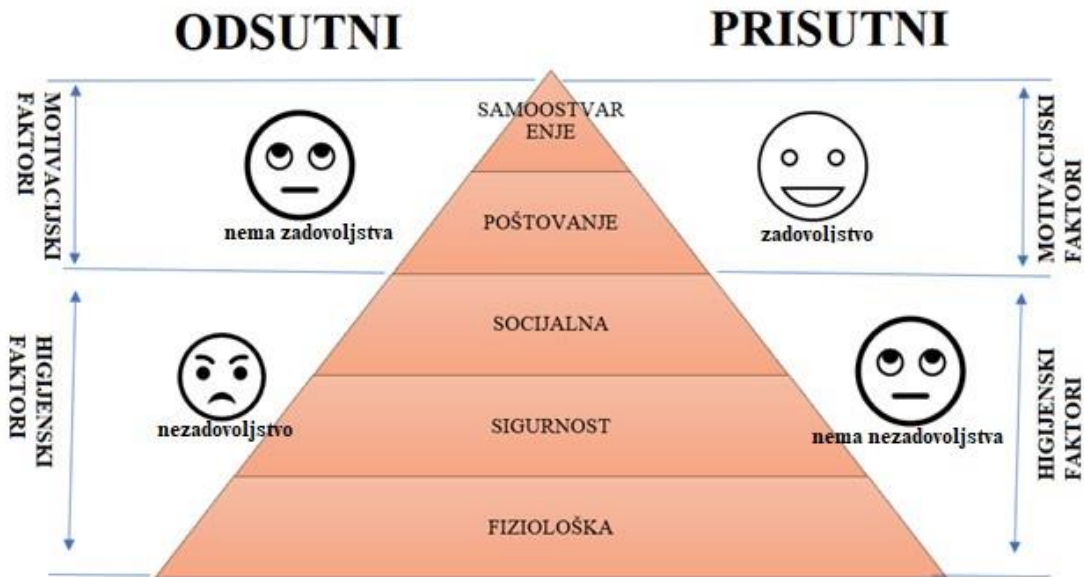 ODSUTNI
PRISUTNI
MOTIVACIJSKI
FAKTORI
SAMOOSTVAR
ENJE
MOTIVACIJSKI
FAKTORI
nema zadovoljstva
POŠTOVANJE
zadovoljstvo
HIGIJENSKI
FAKTORI
SOCIJALNA
HIGIJENSKI
FAKTORI
nezadovoljstvo
SIGURNOST
nema nezadovoljstva
FIZIOLOŠKA